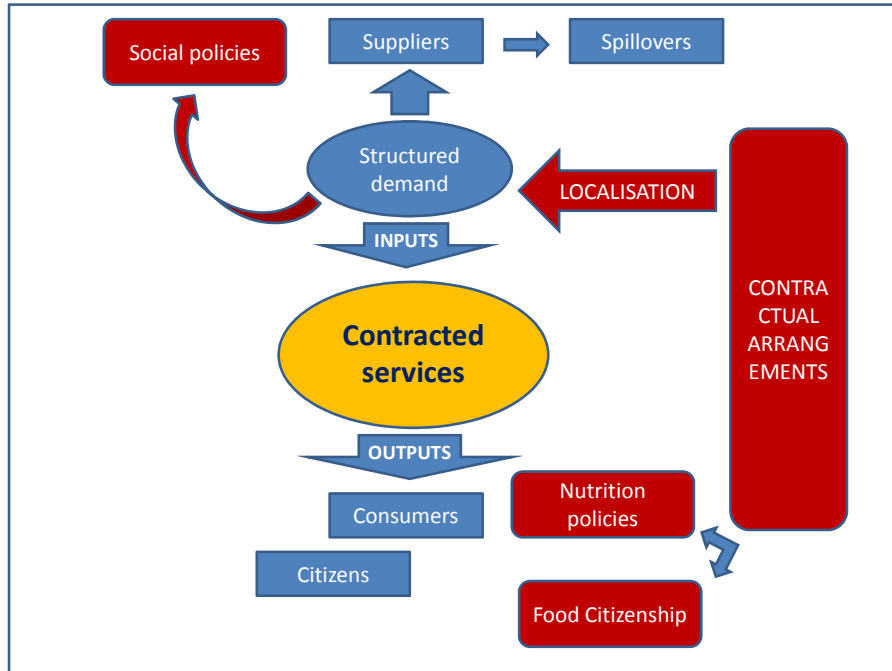 Social policies
Suppliers
Spillovers
Structured
demand
LOCALISATION
INPUTS
CONTRA
CTUAL
ARRANG
EMENTS
Contracted
services
OUTPUTS
Nutrition
policies
Consumers
Citizens
Food Citizenship